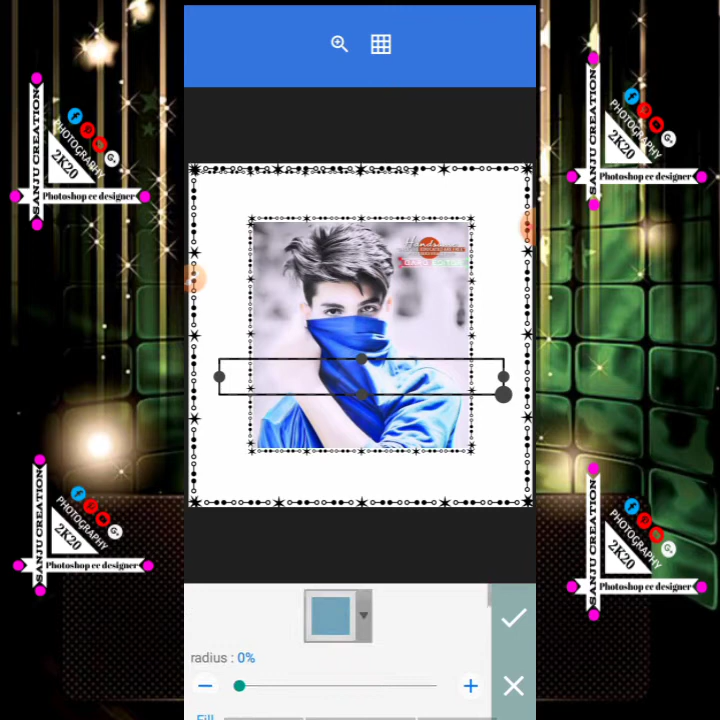 SANJU CREATION
PHOTOGRAPHY
2K20
Photoshop cc designer
SANJU CREATION
PHOTOGRAPHY
2K20
Photoshop cc designer
radius : 0%
Fill
SANJU CREATION
PHOTOGRAPHY
2K20
Photoshop cc designer
SANJU CREATION
PHOTOGRAPHY
2K20
Photoshop cc designer